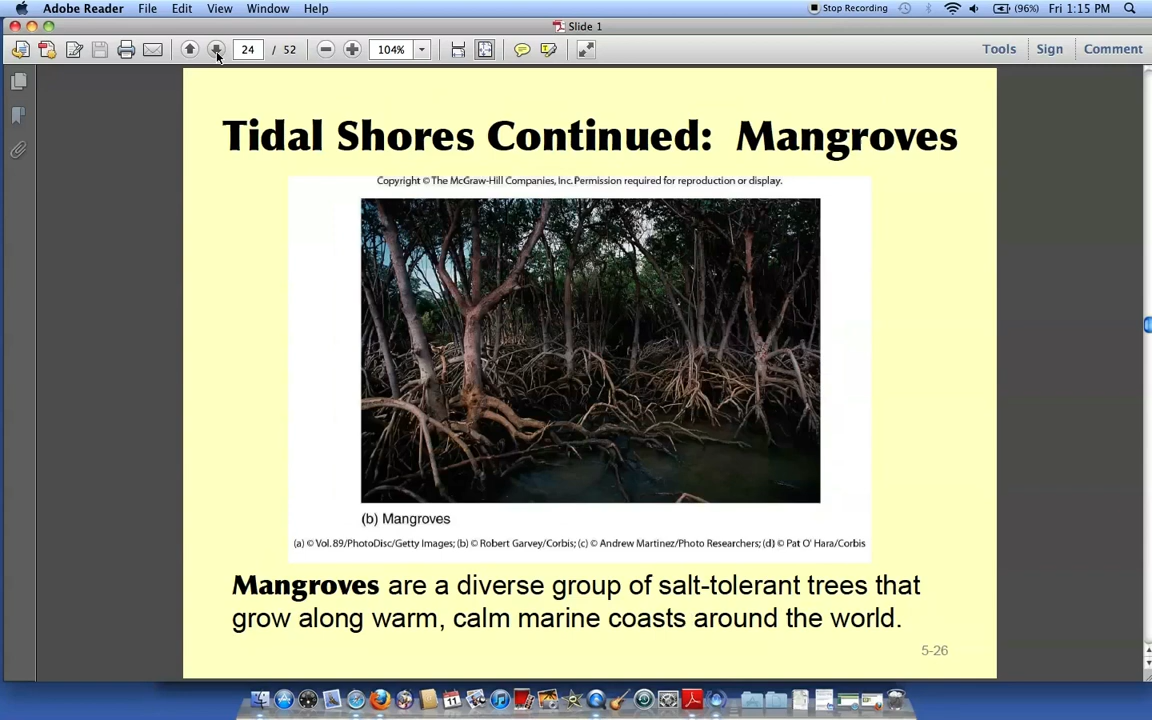 Adobe Reader File Edit View Window Help Stop Recording (96%) Fri 1:15 PM
Slide 1
24 / 52 104% Tools Sign Comment
Tidal Shores Continued: Mangroves
Copyright © The McGraw-Hill Companies, Inc. Permission required for reproduction or display.
(b) Mangroves
(a) © Vol. 89/PhotoDisc/Getty Images; (b) © Robert Garvey/Corbis; (c) © Andrew Martinez/Photo Researchers; (d) © Pat O' Hara/Corbis
Mangroves are a diverse group of salt-tolerant trees that
grow along warm, calm marine coasts around the world.
5-26